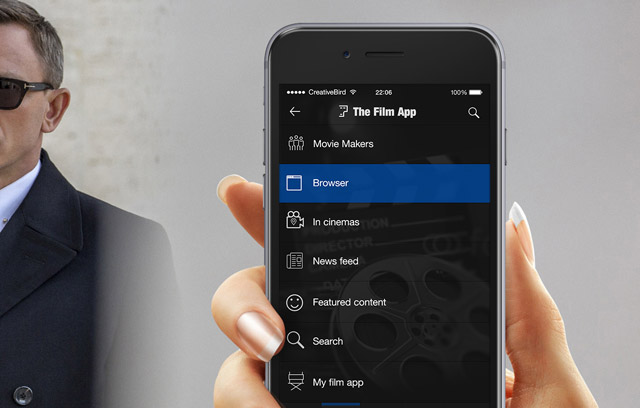 CreativeBird 22:06 100%
The Film App
Movie Makers
Browser
In cinemas
News feed
Featured content
Search
My film app